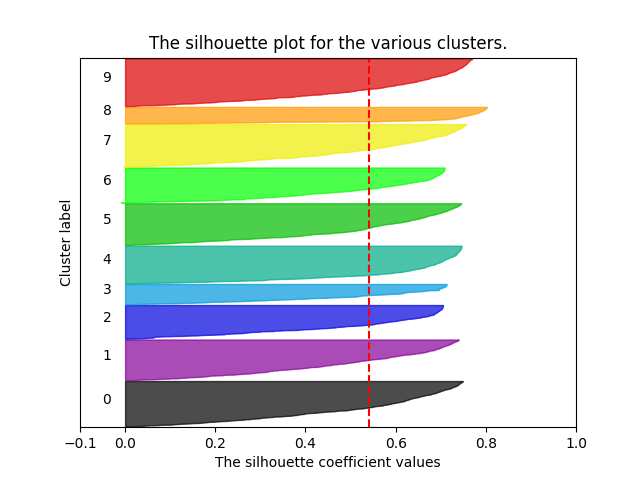 The silhouette plot for the various clusters.
9
8
7
6
5
4
3
2
1
0
Cluster label
−0.1 0.0 0.2 0.4 0.6 0.8 1.0
The silhouette coefficient values